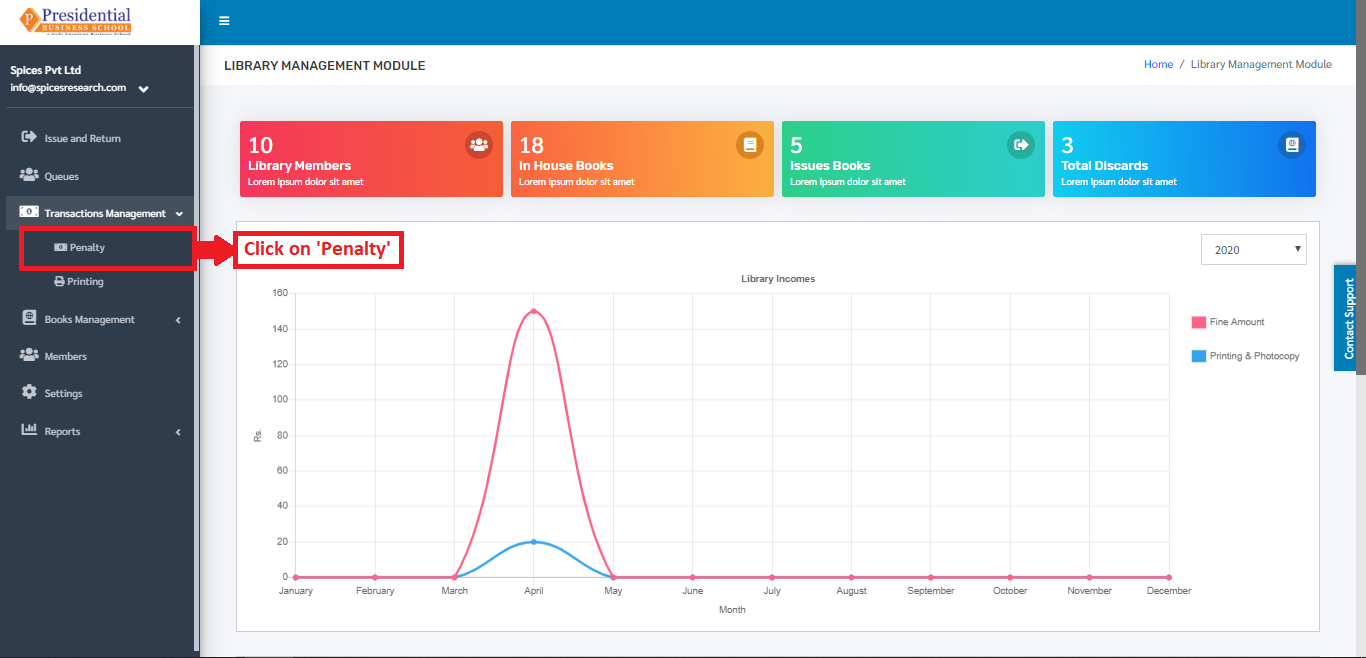 Presidential
BUSINESS SCHOOL
Spices Pvt Ltd
info@spicesresearch.com
Issue and Return
Queues
Transactions Management
Penalty
Printing
Books Management
Members
Settings
Reports
LIBRARY MANAGEMENT MODULE
Home / Library Management Module
10
Library Members
Lorem ipsum dolor sit amet
18
In House Books
Lorem ipsum dolor sit amet
5
Issues Books
Lorem ipsum dolor sit amet
3
Total Discards
Lorem ipsum dolor sit amet
Click on 'Penalty'
2020
Library Incomes
160
140
120
100
80
60
40
20
0
Rs.
January February March April May June July August September October November December
Month
Fine Amount
Printing & Photocopy
Contact Support